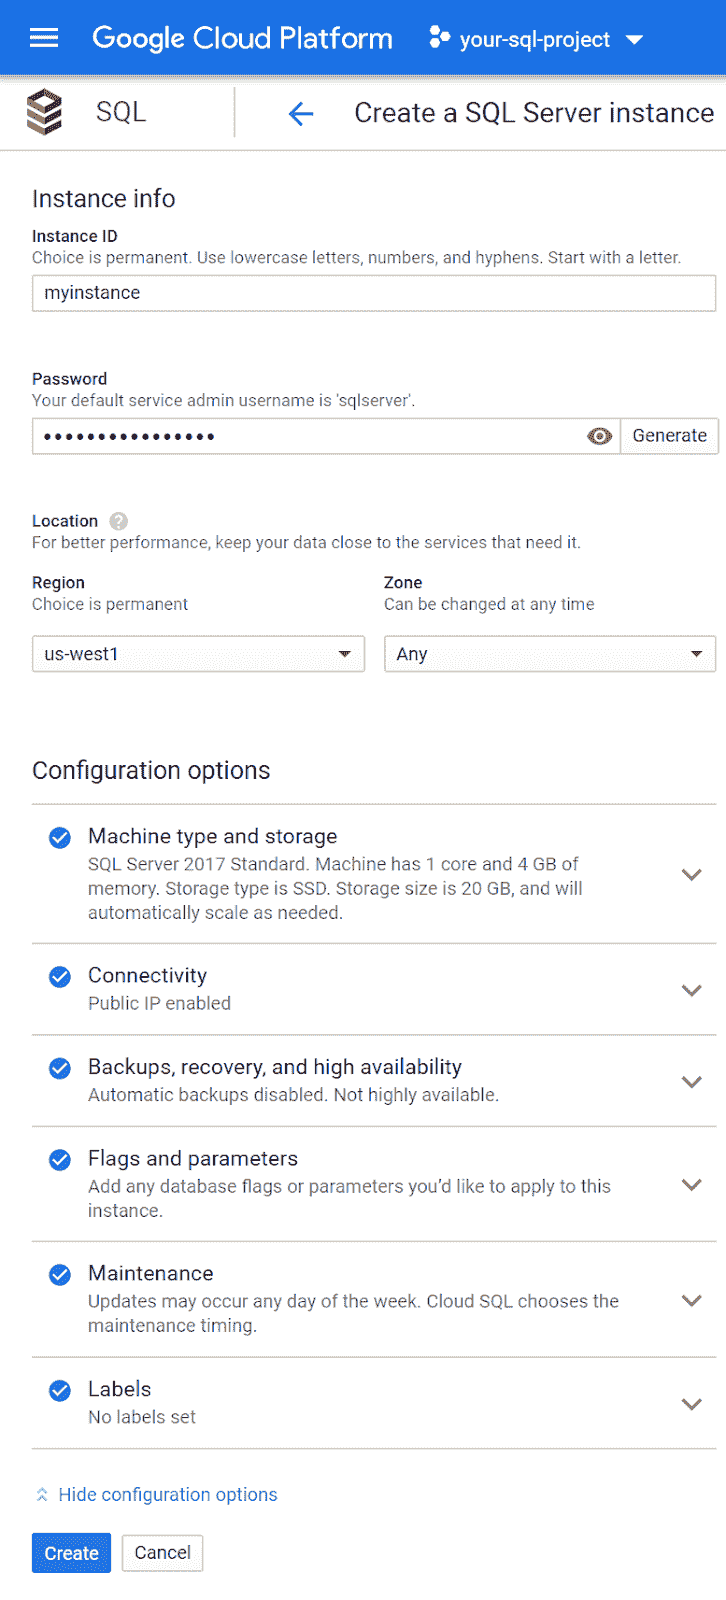 Google Cloud Platform your-sql-project
SQL Create a SQL Server instance
Instance info
Instance ID
Choice is permanent. Use lowercase letters, numbers, and hyphens. Start with a letter.
myinstance
Password
Your default service admin username is 'sqlserver'.
•••••••••••••••• Generate
Location ?
For better performance, keep your data close to the services that need it.
Region Zone
Choice is permanent Can be changed at any time
us-west1 Any
Configuration options
Machine type and storage
SQL Server 2017 Standard. Machine has 1 core and 4 GB of
memory. Storage type is SSD. Storage size is 20 GB, and will
automatically scale as needed.
Connectivity
Public IP enabled
Backups, recovery, and high availability
Automatic backups disabled. Not highly available.
Flags and parameters
Add any database flags or parameters you’d like to apply to this
instance.
Maintenance
Updates may occur any day of the week. Cloud SQL chooses the
maintenance timing.
Labels
No labels set
Hide configuration options
Create Cancel